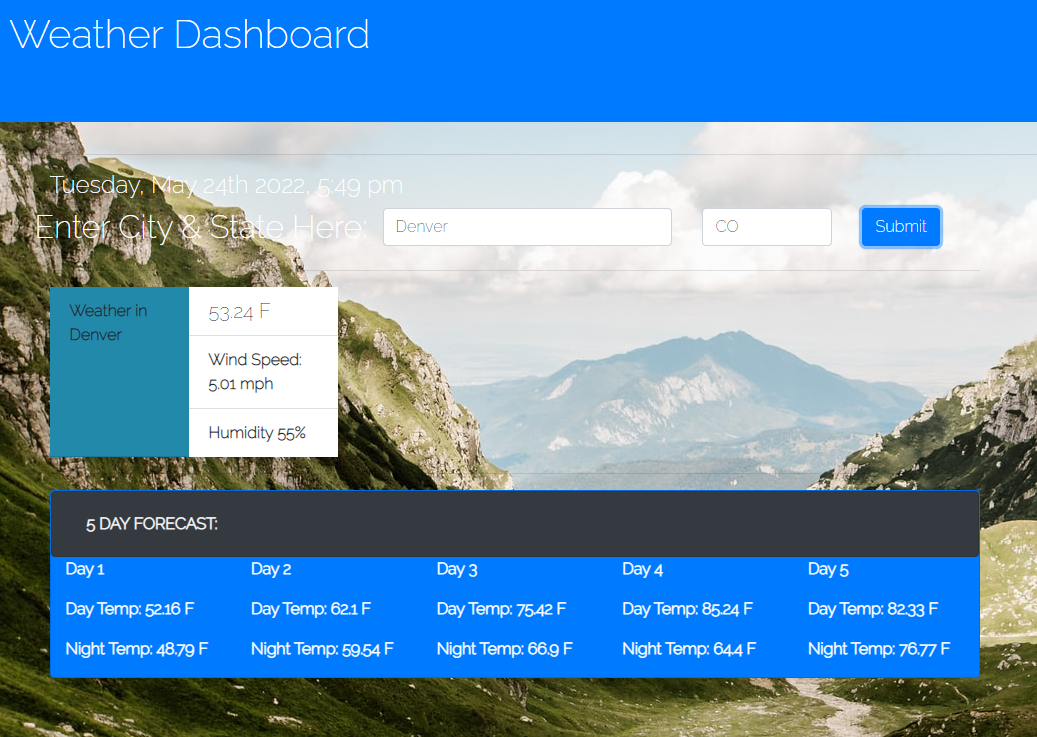 Weather Dashboard
Tuesday, May 24th 2022, 5:49 pm
Enter City & State Here: Denver CO Submit
Weather in
Denver
53.24 F
Wind Speed:
5.01 mph
Humidity 55%
5 DAY FORECAST:
Day 1 Day 2 Day 3 Day 4 Day 5
Day Temp: 52.16 F Day Temp: 62.1 F Day Temp: 75.42 F Day Temp: 85.24 F Day Temp: 82.33 F
Night Temp: 48.79 F Night Temp: 59.54 F Night Temp: 66.9 F Night Temp: 64.4 F Night Temp: 76.77 F